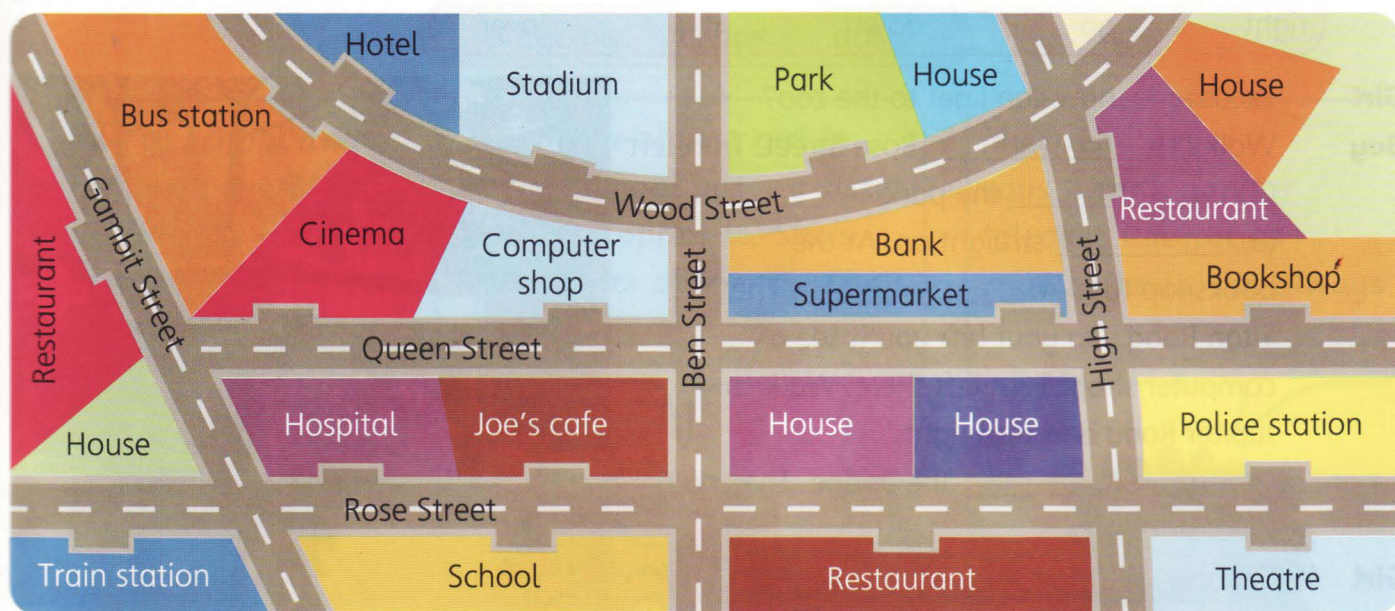 Hotel
Stadium
Park
House
House
Bus station
Gambit Street
Cinema
Computer
shop
Wood Street
Bank
Supermarket
Restaurant
Bookshop
Restaurant
Ben Street
High Street
Queen Street
House
Hospital
Joe's cafe
House
House
Police station
Rose Street
Train station
School
Restaurant
Theatre